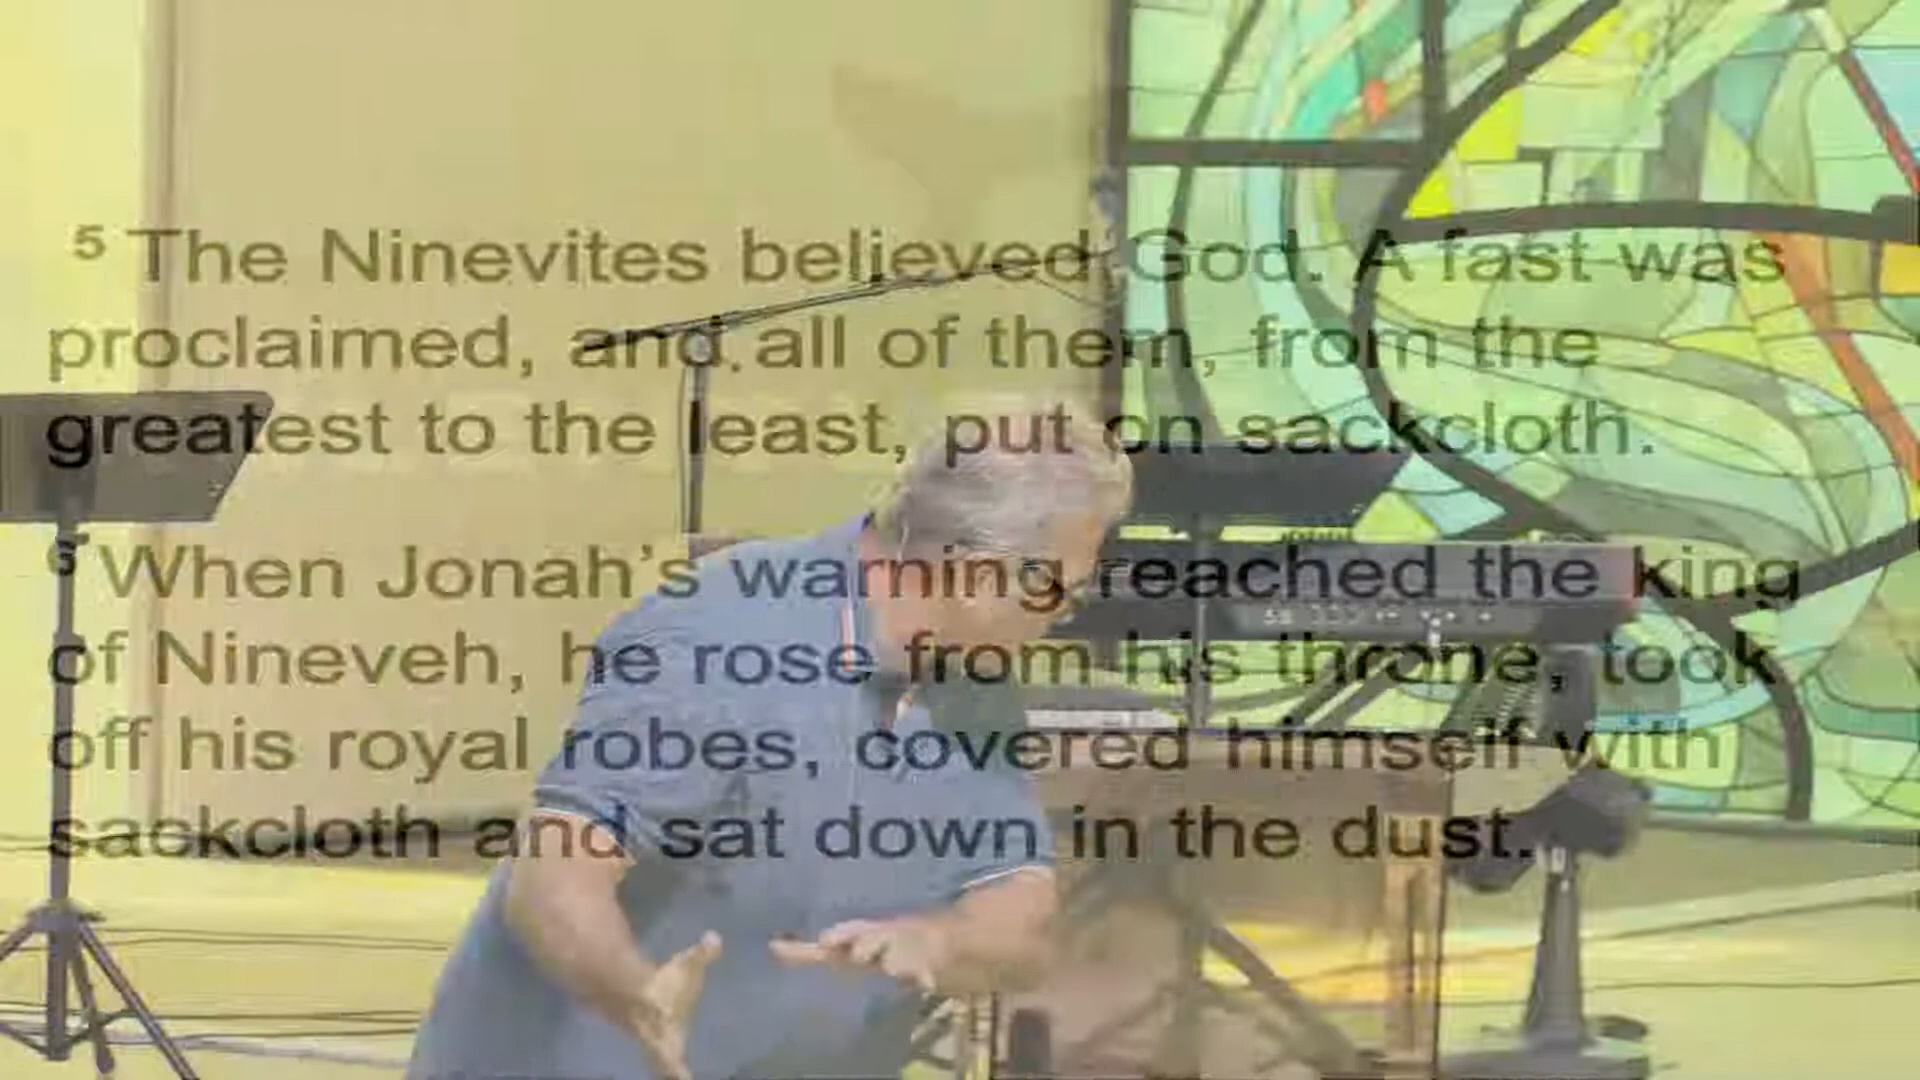 5 The Ninevites believed God. A fast was
proclaimed, and all of them, from the
greatest to the least, put on sackcloth.
6 When Jonah’s warning reached the king
of Nineveh, he rose from his throne, took
off his royal robes, covered himself with
sackcloth and sat down in the dust.